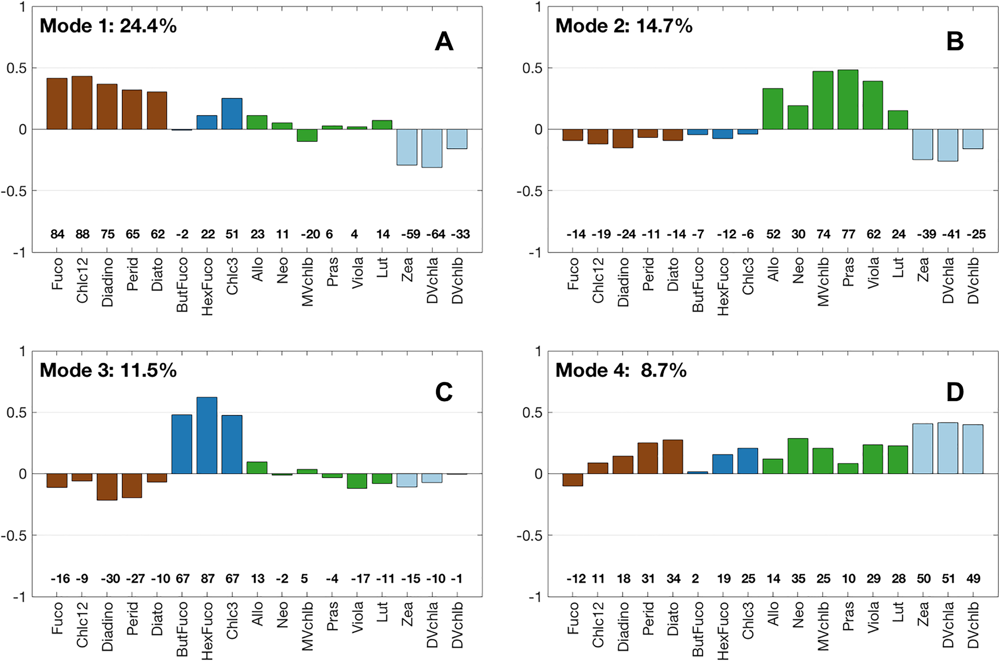 Mode 1: 24.4%
A
1
0.5
0
-0.5
-1
84 88 75 65 62 -2 22 51 23 11 -20 6 4 14 -59 -64 -33
Fuco Chlc12 Diadino Perid Diato ButFuco HexFuco Chlc3 Allo Neo MVchlb Pras Viola Lut Zea DVchla DVchlb
Mode 2: 14.7%
B
1
0.5
0
-0.5
-1
-14 -19 -24 -11 -14 -7 -12 -6 52 30 74 77 62 24 -39 -41 -25
Fuco Chlc12 Diadino Perid Diato ButFuco HexFuco Chlc3 Allo Neo MVchlb Pras Viola Lut Zea DVchla DVchlb
Mode 3: 11.5%
C
1
0.5
0
-0.5
-1
-16 -9 -30 -27 -10 67 87 67 13 -2 5 -4 -17 -11 -15 -10 -1
Fuco Chlc12 Diadino Perid Diato ButFuco HexFuco Chlc3 Allo Neo MVchlb Pras Viola Lut Zea DVchla DVchlb
Mode 4: 8.7%
D
1
0.5
0
-0.5
-1
-12 11 18 31 34 2 19 25 14 35 25 10 29 28 50 51 49
Fuco Chlc12 Diadino Perid Diato ButFuco HexFuco Chlc3 Allo Neo MVchlb Pras Viola Lut Zea DVchla DVchlb